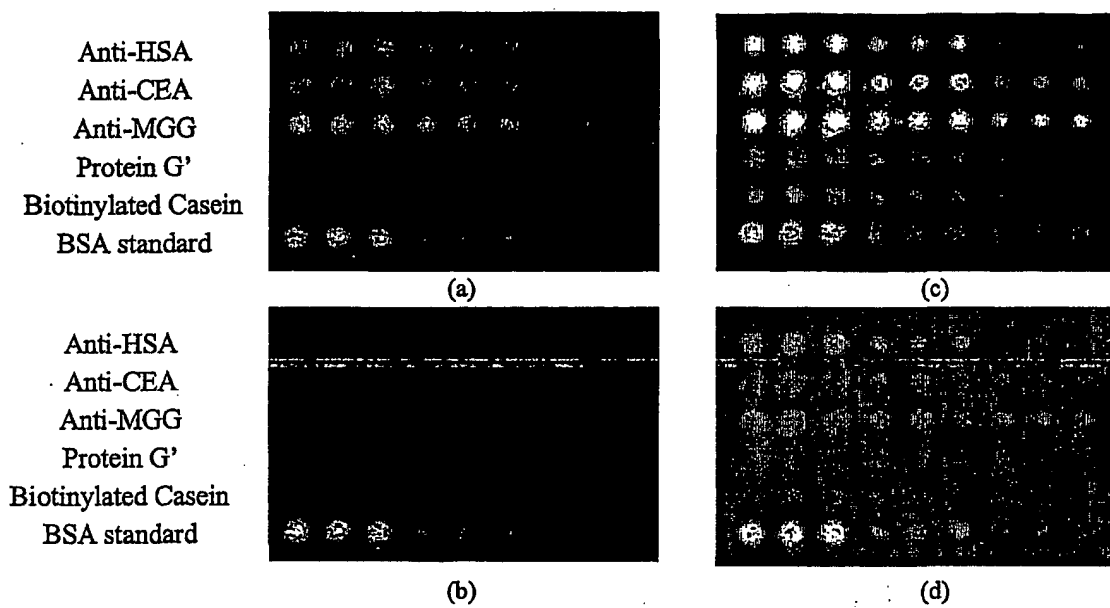 Anti-HSA
Anti-CEA
Anti-MGG
Protein G'
Biotinylated Casein
BSA standard
(a)
(c)
Anti-HSA
Anti-CEA
Anti-MGG
Protein G'
Biotinylated Casein
BSA standard
(b)
(d)